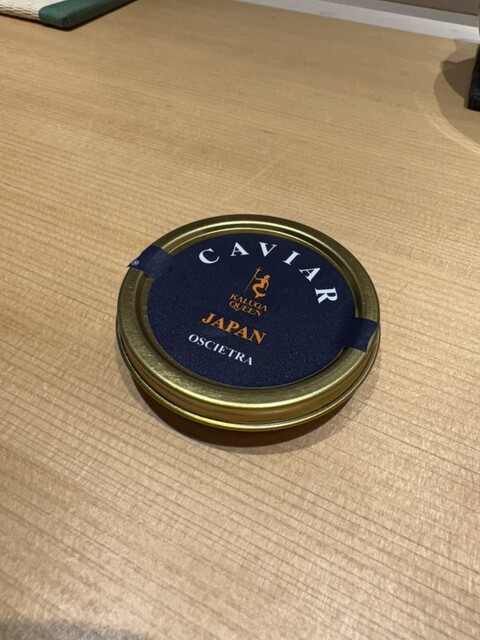 CAVIAR
KALUGA
QUEEN
JAPAN
OSCIETRA